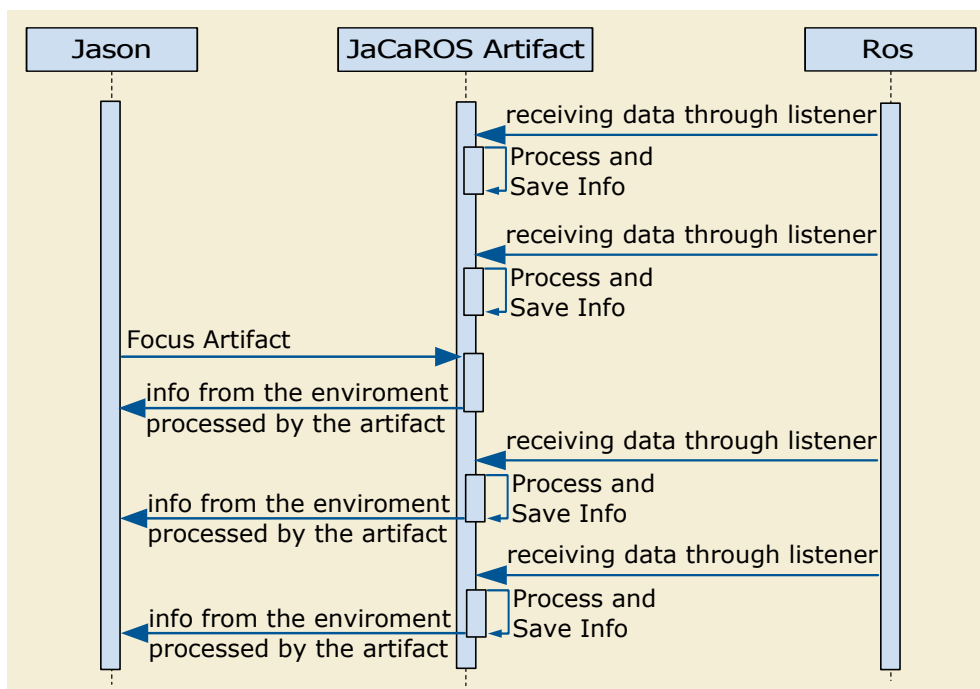 Jason
JaCaROS Artifact
Ros
receiving data through listener
Process and
Save Info
receiving data through listener
Process and
Save Info
Focus Artifact
info from the enviroment
processed by the artifact
receiving data through listener
Process and
Save Info
info from the enviroment
processed by the artifact
receiving data through listener
Process and
Save Info
info from the enviroment
processed by the artifact